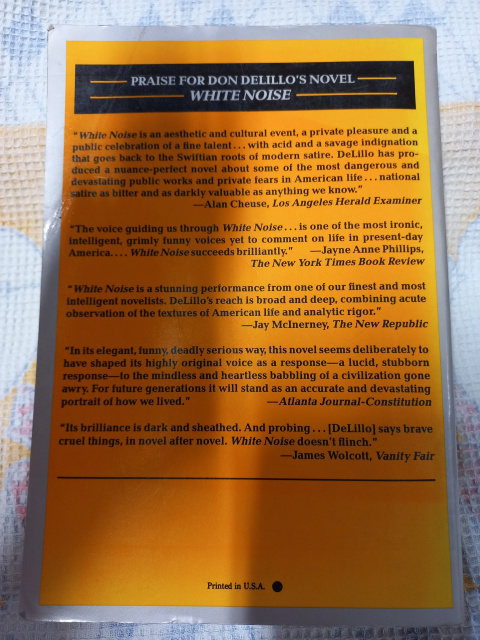 PRAISE FOR DON DELILLO'S NOVEL
WHITE NOISE
"White Noise is an aesthetic and cultural event, a private pleasure and a
public celebration of a fine talent . . . with acid and a savage indignation
that goes back to the Swiftian roots of modern satire. DeLillo has pro-
duced a nuance-perfect novel about some of the most dangerous and
devastating public works and private fears in American life . . . national
satire as bitter and as darkly valuable as anything we know."
—Alan Cheuse, Los Angeles Herald Examiner
"The voice guiding us through White Noise . . . is one of the most ironic,
intelligent, grimly funny voices yet to comment on life in present-day
America. . . . White Noise succeeds brilliantly." —Jayne Anne Phillips,
The New York Times Book Review
"White Noise is a stunning performance from one of our finest and most
intelligent novelists. DeLillo's reach is broad and deep, combining acute
observation of the textures of American life and analytic rigor."
—Jay McInerney, The New Republic
"In its elegant, funny, deadly serious way, this novel seems deliberately to
have shaped its highly original voice as a response—a lucid, stubborn
response—to the mindless and heartless babbling of a civilization gone
awry. For future generations it will stand as an accurate and devastating
portrait of how we lived." —Atlanta Journal-Constitution
"Its brilliance is dark and sheathed. And probing . . . [DeLillo] says brave
cruel things, in novel after novel. White Noise doesn't flinch."
—James Wolcott, Vanity Fair
Printed in U.S.A.